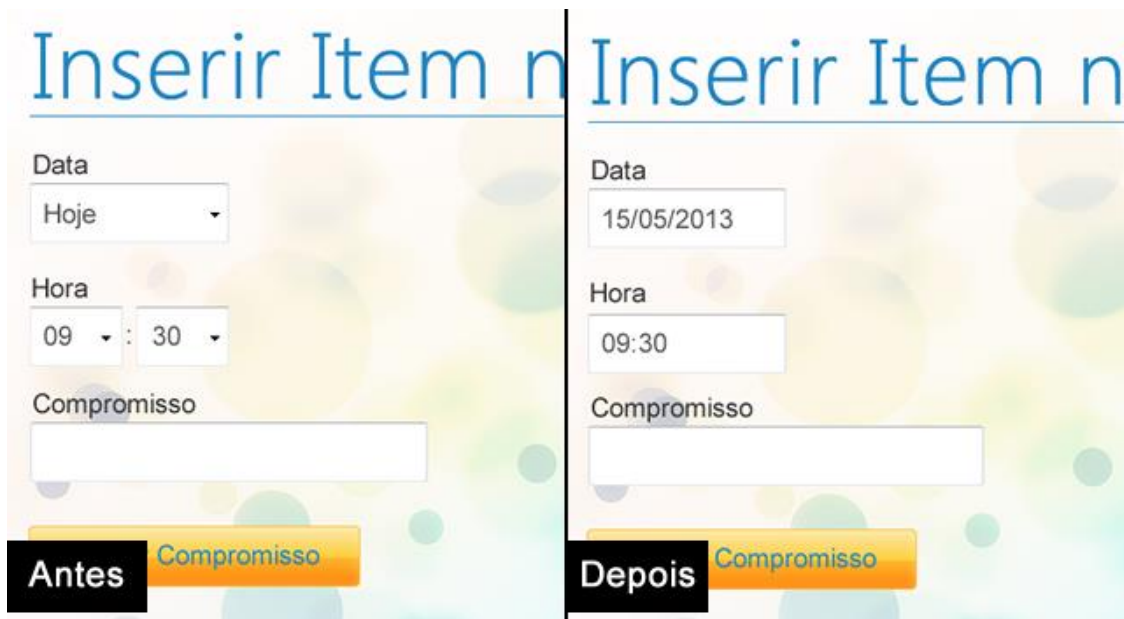 Inserir Item n
Data
Hoje
Hora
09 : 30
Compromisso
Compromisso
Antes
Inserir Item n
Data
15/05/2013
Hora
09:30
Compromisso
Compromisso
Depois